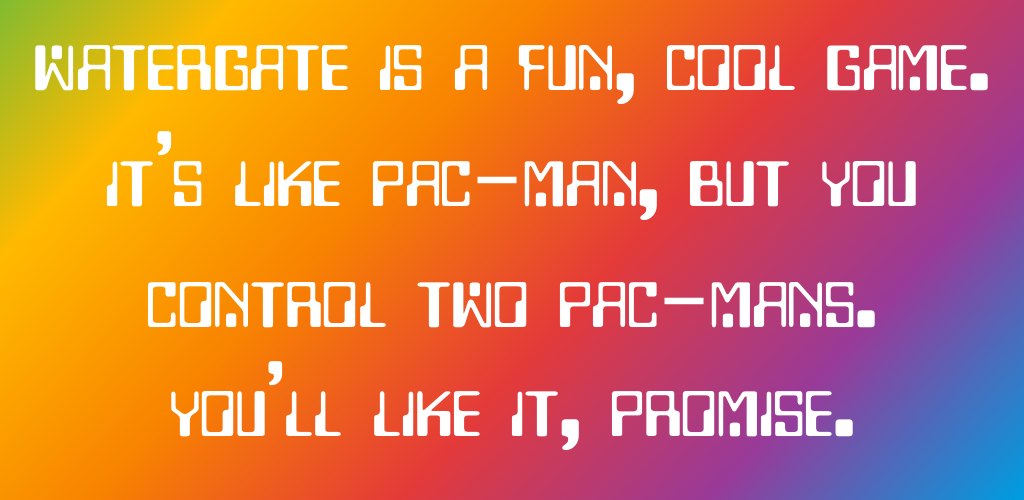 WATERGATE IS A FUN, COOL GAME.
IT'S LIKE PAC-MAN, BUT YOU
CONTROL TWO PAC-MANS.
YOU'LL LIKE IT, PROMISE.